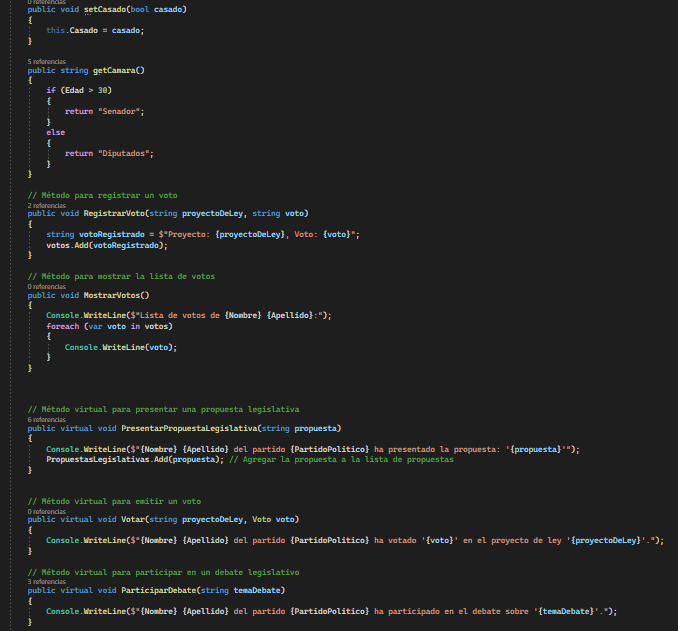 0 referencias
public void setCasado(bool casado)
{
this.Casado = casado;
}
5 referencias
public string getCamara()
{
if (Edad > 30)
{
return "Senador";
}
else
{
return "Diputados";
}
}
// Método para registrar un voto
2 referencias
public void RegistrarVoto(string proyectoDeLey, string voto)
{
string votoRegistrado = $"Proyecto: {proyectoDeLey}, Voto: {voto}";
votos.Add(votoRegistrado);
}
// Método para mostrar la lista de votos
0 referencias
public void MostrarVotos()
{
Console.WriteLine($"Lista de votos de {Nombre} {Apellido}:");
foreach (var voto in votos)
{
Console.WriteLine(voto);
}
}
// Método virtual para presentar una propuesta legislativa
6 referencias
public virtual void PresentarPropuestaLegislativa(string propuesta)
{
Console.WriteLine($"{Nombre} {Apellido} del partido {PartidoPolitico} ha presentado la propuesta: '{propuesta}'");
PropuestasLegislativas.Add(propuesta); // Agregar la propuesta a la lista de propuestas
}
// Método virtual para emitir un voto
0 referencias
public virtual void Votar(string proyectoDeLey, Voto voto)
{
Console.WriteLine($"{Nombre} {Apellido} del partido {PartidoPolitico} ha votado '{voto}' en el proyecto de ley '{proyectoDeLey}'.");
}
// Método virtual para participar en un debate legislativo
3 referencias
public virtual void ParticiparDebate(string temaDebate)
{
Console.WriteLine($"{Nombre} {Apellido} del partido {PartidoPolitico} ha participado en el debate sobre '{temaDebate}'.");
}